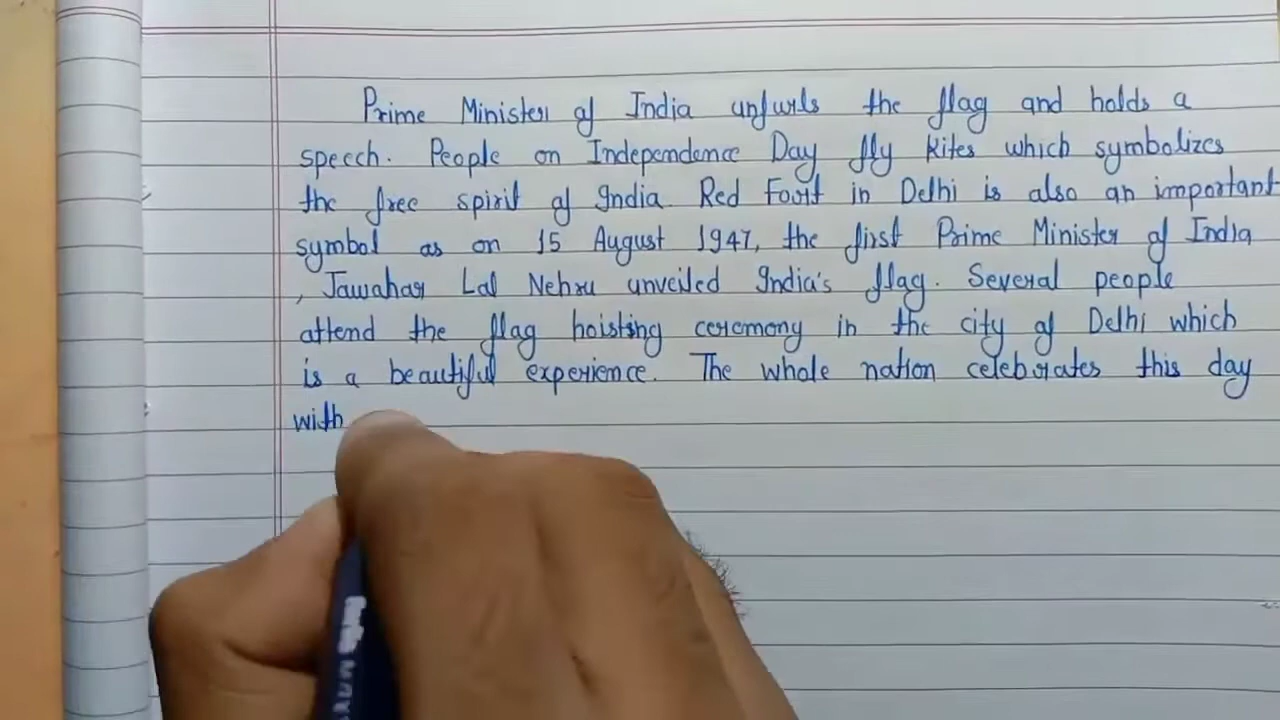 Prime Minister of India unfurls the flag and holds a
speech. People on Independence Day fly kites which symbolizes
the free spirit of India Red Fort in Delhi is also an important
symbol as on 15 August 1947, the first Prime Minister of India
, Jawahar Lal Nehru unveiled India's flag. Several people
attend the flag hoisting ceremony in the city of Delhi which
is a beautiful experience. The whole nation celebrates this day
with